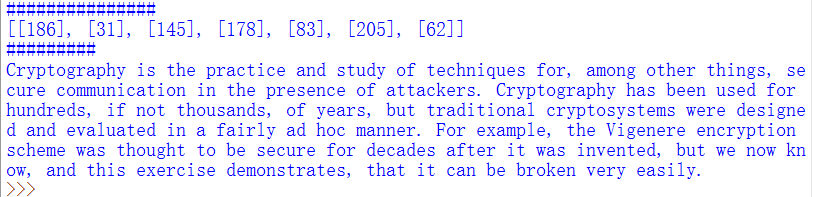 ###############
[[186], [31], [145], [178], [83], [205], [62]]
#########
Cryptography is the practice and study of techniques for, among other things, se
cure communication in the presence of attackers. Cryptography has been used for
hundreds, if not thousands, of years, but traditional cryptosystems were designe
d and evaluated in a fairly ad hoc manner. For example, the Vigenere encryption
scheme was thought to be secure for decades after it was invented, but we now kn
ow, and this exercise demonstrates, that it can be broken very easily.
>>>